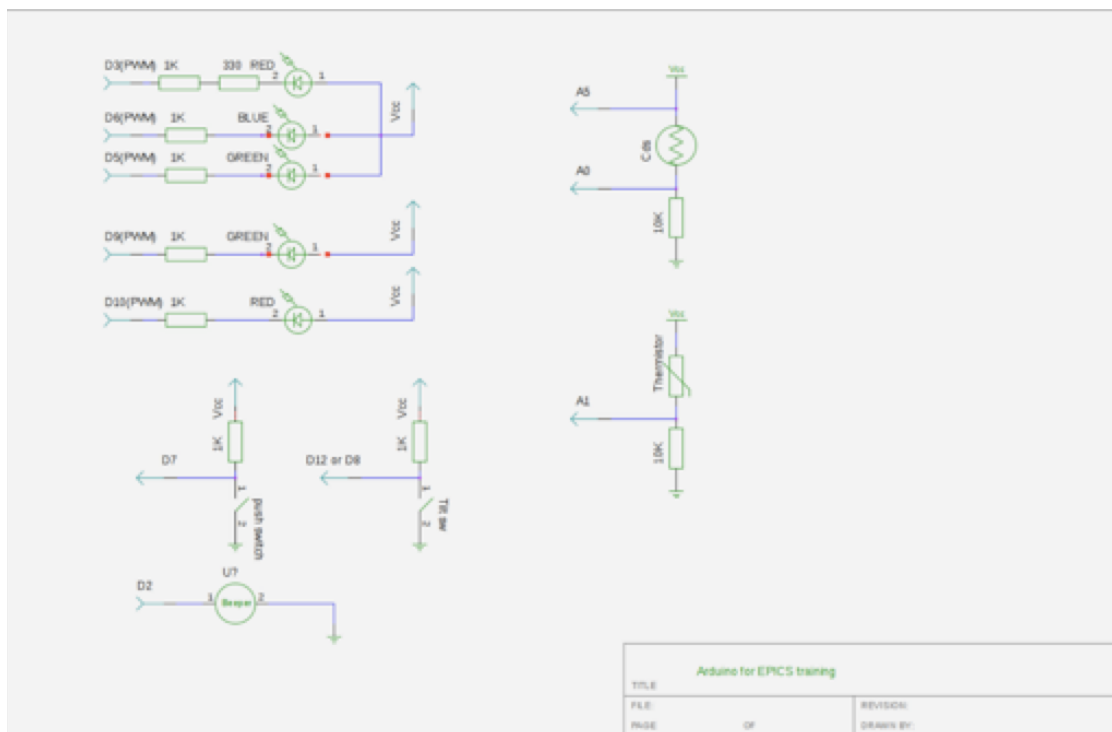 D3(PWM) 1K 330 RED 2 1
Vcc
D6(PWM) 1K BLUE 2 1
D5(PWM) 1K GREEN 2 1
D9(PWM) 1K GREEN 2 1
Vcc
D10(PWM) 1K RED 2 1
Vcc
Vcc
A5
Cds
A0
10K
Vcc
Thermistor
A1
10K
Vcc
1K
D7
1
2
push switch
Vcc
1K
D12 or D8
1
2
Tilt sw
U?
D2
1 Beeper 2
Arduino for EPICS training
TITLE
FILE: REVISION:
PAGE OF DRAWN BY: